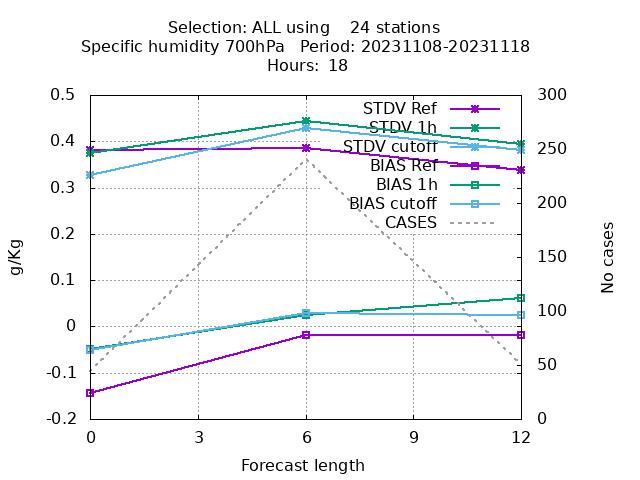 Selection: ALL using    24 stations
Specific humidity 700hPa   Period: 20231108-20231118
Hours:  18
0.5
0.4
0.3
0.2
0.1
0
-0.1
-0.2
g/Kg
STDV Ref
STDV 1h
STDV cutoff
BIAS Ref
BIAS 1h
BIAS cutoff
CASES
300
250
200
150
100
50
0
No cases
0 3 6 9 12
Forecast length